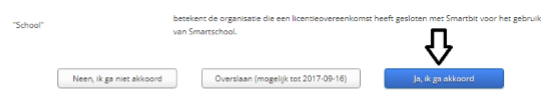 "School"
betekent de organisatie die een licentieovereenkomst heeft gesloten met Smartbit voor het gebruik
van Smartschool.
Neen, ik ga niet akkoord
Overslaan (mogelijk tot 2017-09-16)
Ja, ik ga akkoord